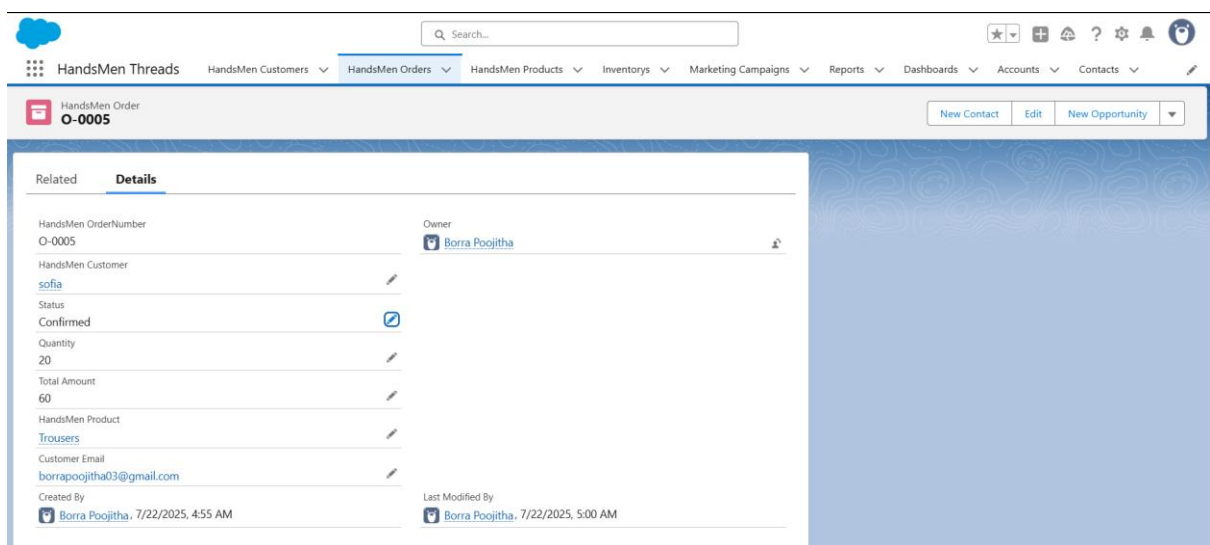 Search...
HandsMen Threads HandsMen Customers HandsMen Orders HandsMen Products Inventorys Marketing Campaigns Reports Dashboards Accounts Contacts
HandsMen Order
O-0005
New Contact Edit New Opportunity
Related Details
HandsMen OrderNumber
O-0005
Owner
Borra Poojitha
HandsMen Customer
sofia
Status
Confirmed
Quantity
20
Total Amount
60
HandsMen Product
Trousers
Customer Email
borrapoojitha03@gmail.com
Created By
Borra Poojitha, 7/22/2025, 4:55 AM
Last Modified By
Borra Poojitha, 7/22/2025, 5:00 AM